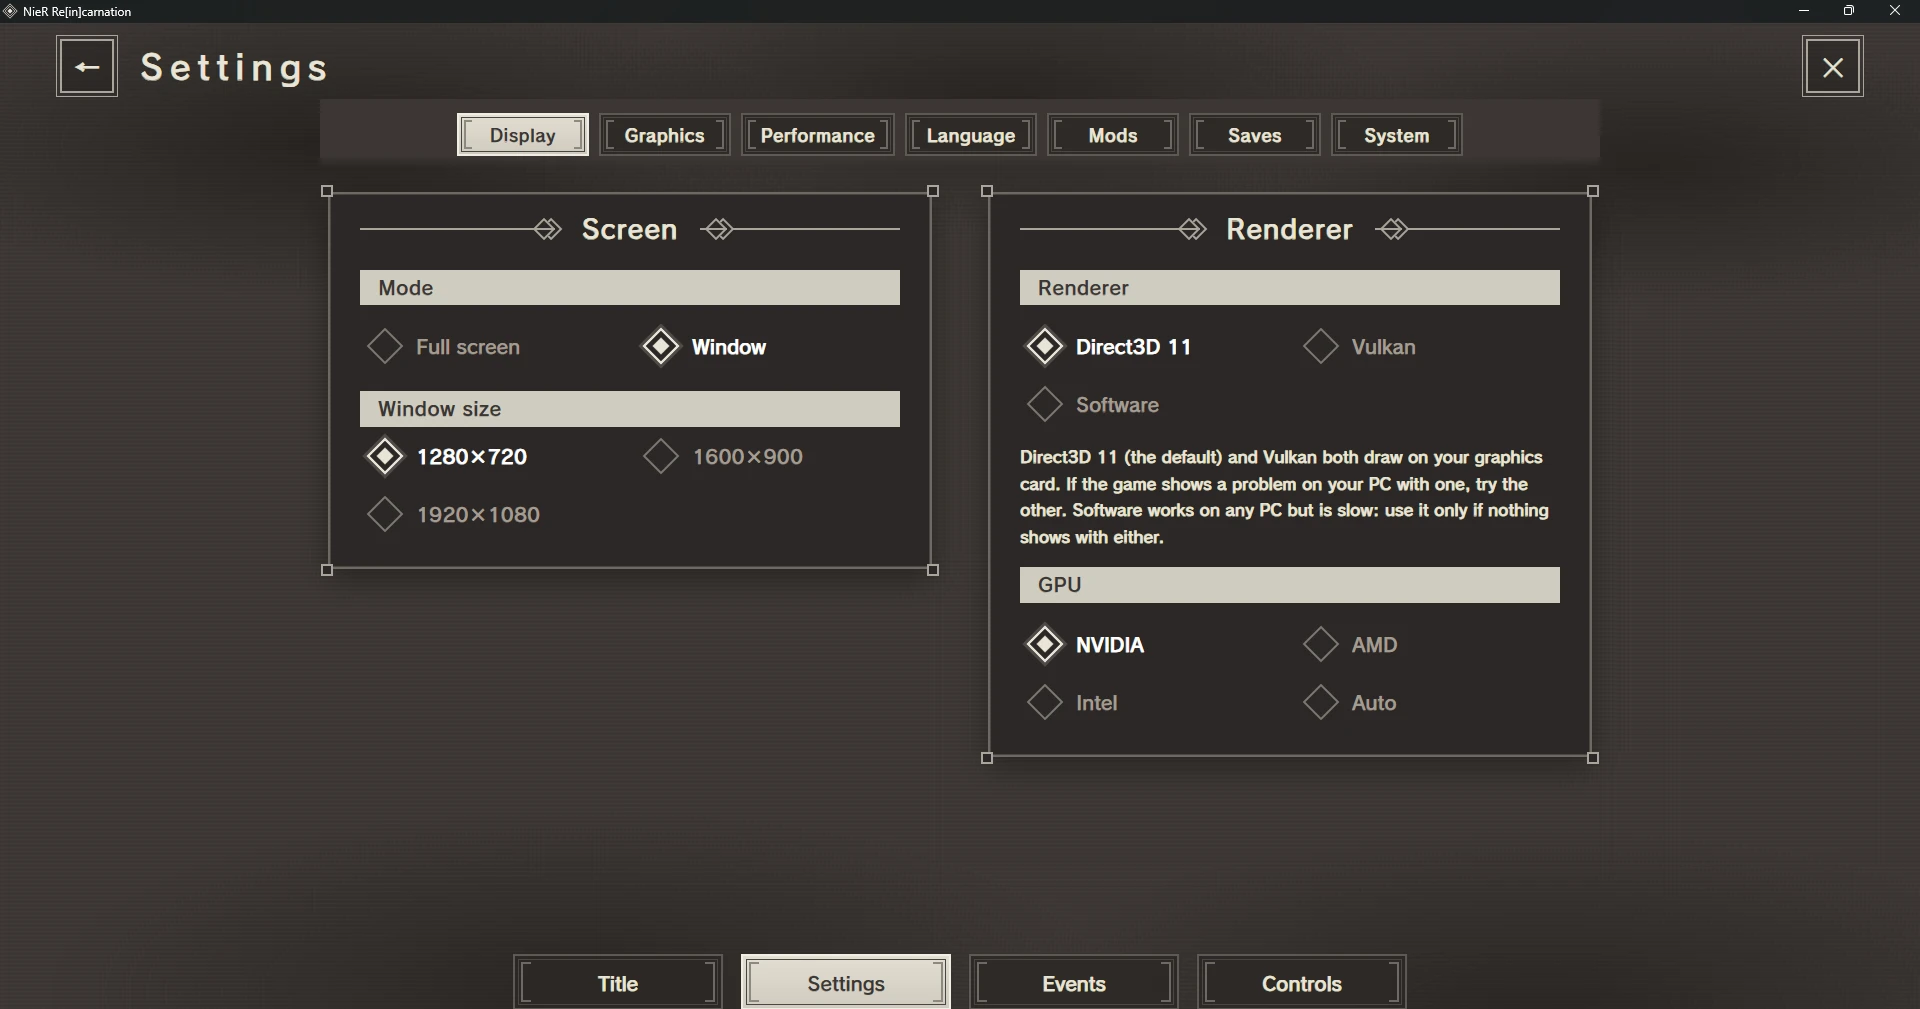 NieR Re[in]carnation
Settings
Display
Graphics
Performance
Language
Mods
Saves
System
Screen
Mode
Full screen
Window
Window size
1280×720
1600×900
1920×1080
Renderer
Renderer
Direct3D 11
Vulkan
Software
Direct3D 11 (the default) and Vulkan both draw on your graphics
card. If the game shows a problem on your PC with one, try the
other. Software works on any PC but is slow: use it only if nothing
shows with either.
GPU
NVIDIA
AMD
Intel
Auto
Title
Settings
Events
Controls